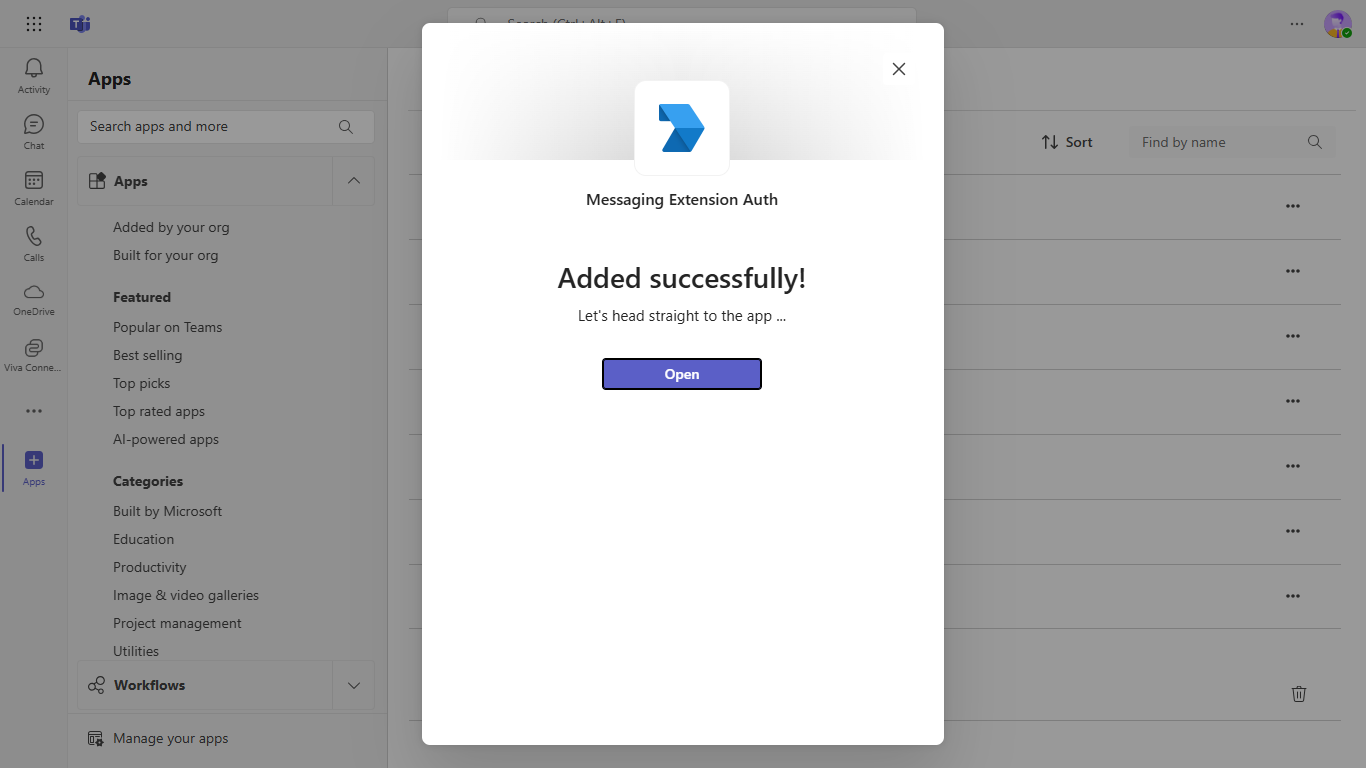 Search (Ctrl+Alt+E)
Activity
Chat
Calendar
Calls
OneDrive
Viva Conne...
Apps
Apps
Search apps and more
Apps
Added by your org
Built for your org
Featured
Popular on Teams
Best selling
Top picks
Top rated apps
AI-powered apps
Categories
Built by Microsoft
Education
Productivity
Image & video galleries
Project management
Utilities
Workflows
Manage your apps
Messaging Extension Auth
Added successfully!
Let's head straight to the app ...
Open
Sort
Find by name